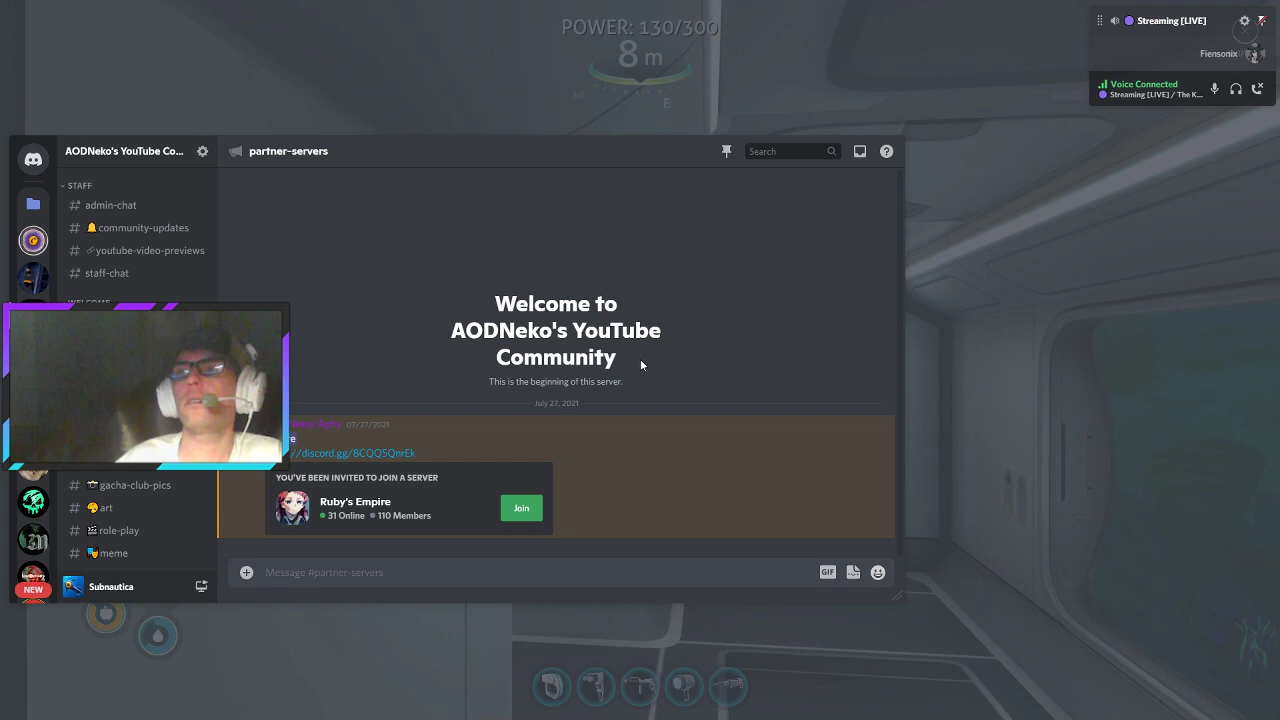 POWER: 130/300
8 m
E
Streaming [LIVE]
Fiensonix
Voice Connected
Streaming [LIVE] / The K...
AODNeko's YouTube Co...
partner-servers
Search
STAFF
admin-chat
community-updates
youtube-video-previews
staff-chat
WELCOME
Welcome to
AODNeko's YouTube
Community
This is the beginning of this server.
July 27, 2021
07/27/2021
//discord.gg/8CQQ5QnrEk
YOU'VE BEEN INVITED TO JOIN A SERVER
Ruby's Empire
31 Online 110 Members
Join
gacha-club-pics
art
role-play
meme
NEW
Subnautica
Message #partner-servers
GIF